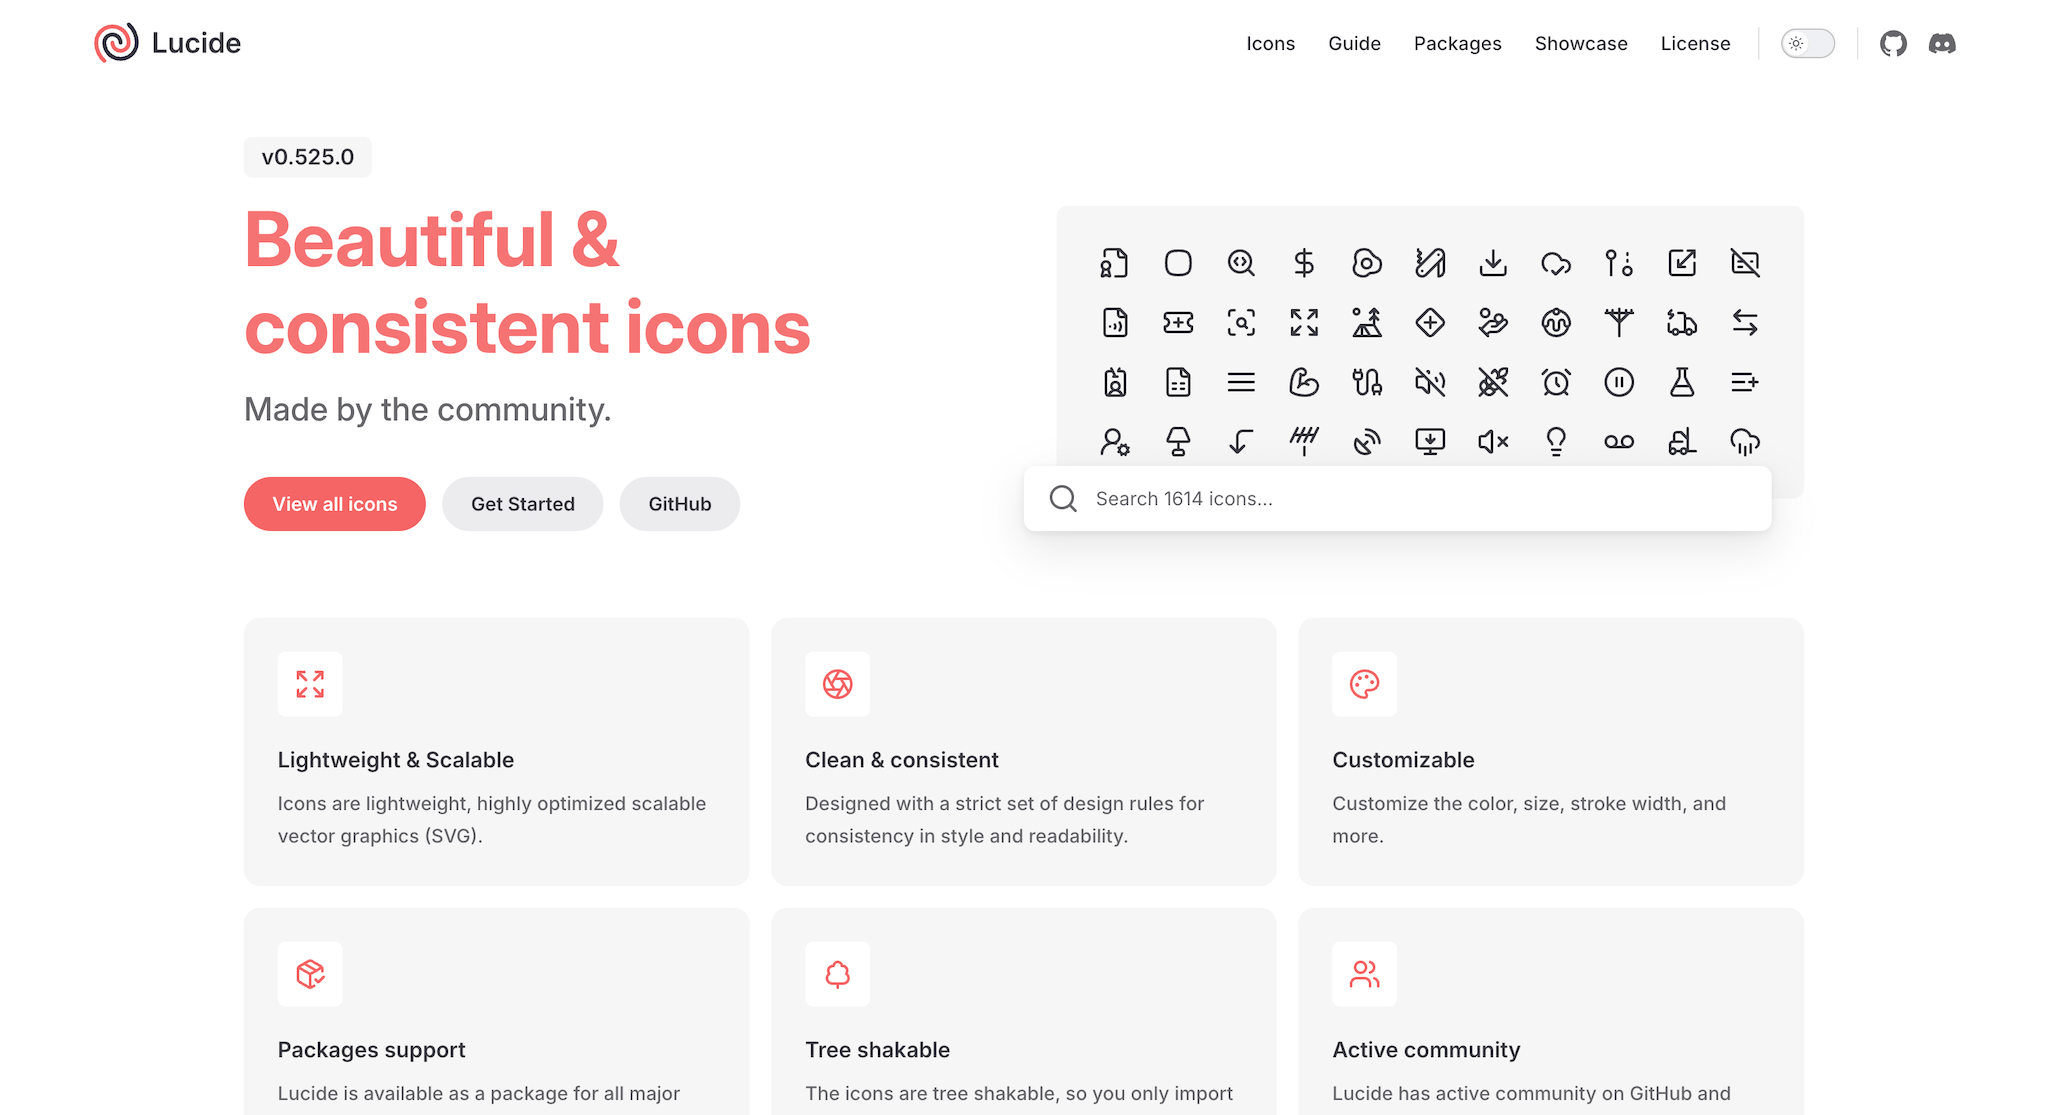 Lucide
Icons
Guide
Packages
Showcase
License
v0.525.0
Beautiful &
consistent icons
Made by the community.
View all icons
Get Started
GitHub
Search 1614 icons...
Lightweight & Scalable
Icons are lightweight, highly optimized scalable
vector graphics (SVG).
Clean & consistent
Designed with a strict set of design rules for
consistency in style and readability.
Customizable
Customize the color, size, stroke width, and
more.
Packages support
Lucide is available as a package for all major
Tree shakable
The icons are tree shakable, so you only import
Active community
Lucide has active community on GitHub and